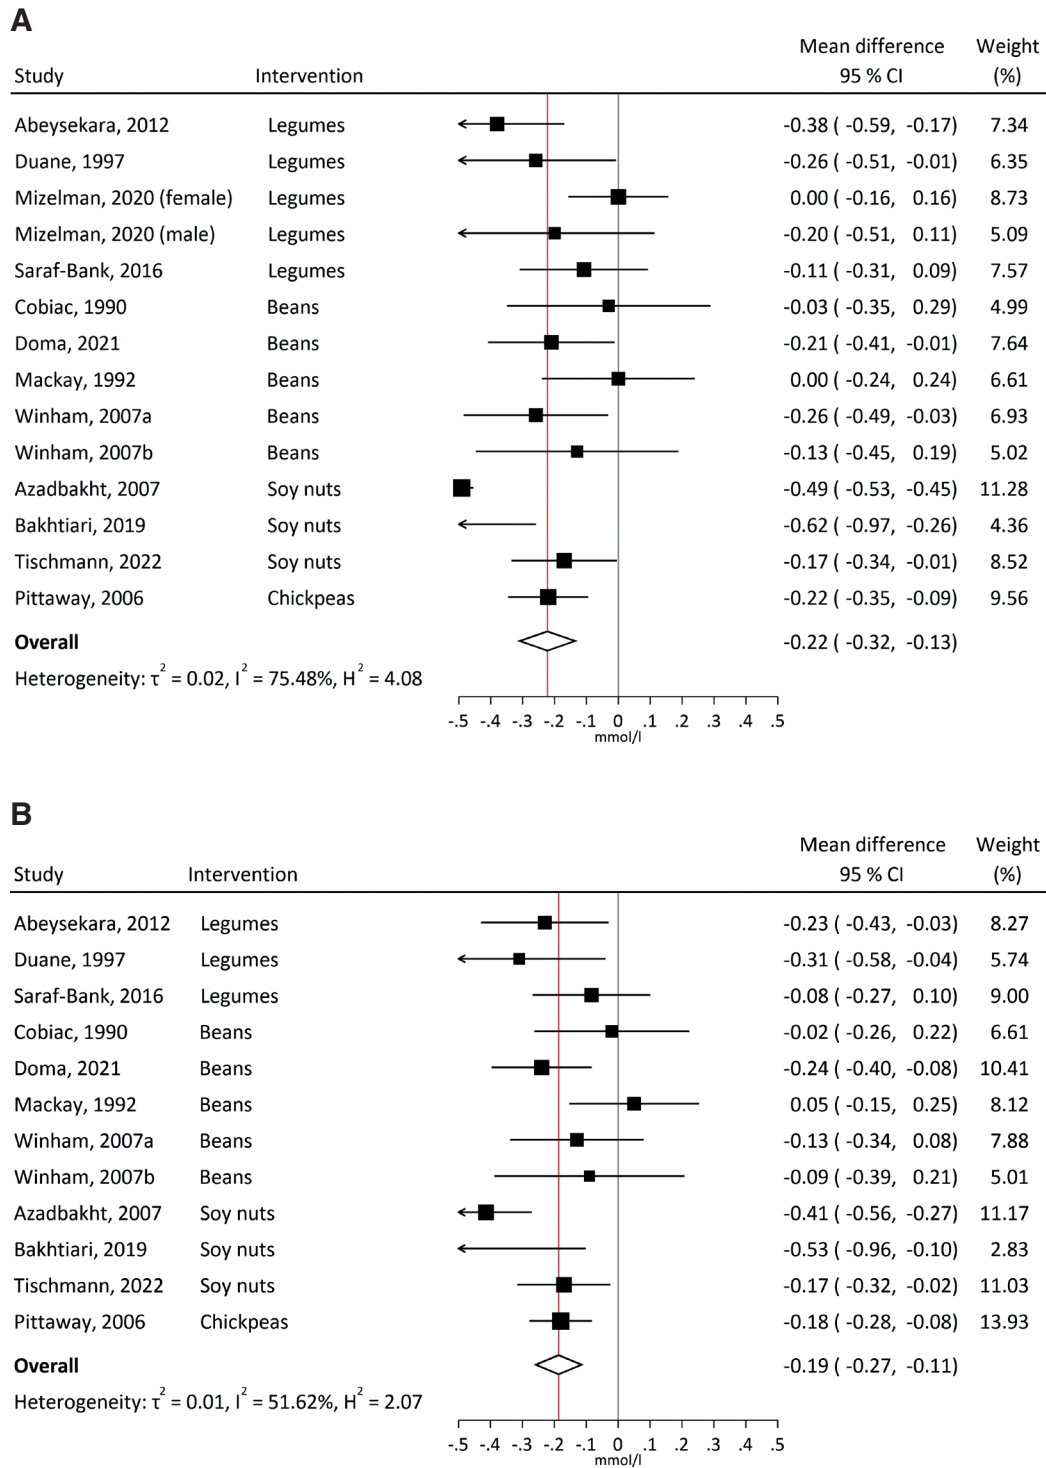 A
Mean difference Weight
Study Intervention 95 % CI (%)
Abeysekara, 2012 Legumes -0.38 ( -0.59, -0.17) 7.34
Duane, 1997 Legumes -0.26 ( -0.51, -0.01) 6.35
Mizelman, 2020 (female) Legumes 0.00 ( -0.16, 0.16) 8.73
Mizelman, 2020 (male) Legumes -0.20 ( -0.51, 0.11) 5.09
Saraf-Bank, 2016 Legumes -0.11 ( -0.31, 0.09) 7.57
Cobiac, 1990 Beans -0.03 ( -0.35, 0.29) 4.99
Doma, 2021 Beans -0.21 ( -0.41, -0.01) 7.64
Mackay, 1992 Beans 0.00 ( -0.24, 0.24) 6.61
Winham, 2007a Beans -0.26 ( -0.49, -0.03) 6.93
Winham, 2007b Beans -0.13 ( -0.45, 0.19) 5.02
Azadbakht, 2007 Soy nuts -0.49 ( -0.53, -0.45) 11.28
Bakhtiari, 2019 Soy nuts -0.62 ( -0.97, -0.26) 4.36
Tischmann, 2022 Soy nuts -0.17 ( -0.34, -0.01) 8.52
Pittaway, 2006 Chickpeas -0.22 ( -0.35, -0.09) 9.56
Overall -0.22 ( -0.32, -0.13)
Heterogeneity: τ² = 0.02, I² = 75.48%, H² = 4.08
-.5 -.4 -.3 -.2 -.1 0 .1 .2 .3 .4 .5
mmol/l
B
Mean difference Weight
Study Intervention 95 % CI (%)
Abeysekara, 2012 Legumes -0.23 ( -0.43, -0.03) 8.27
Duane, 1997 Legumes -0.31 ( -0.58, -0.04) 5.74
Saraf-Bank, 2016 Legumes -0.08 ( -0.27, 0.10) 9.00
Cobiac, 1990 Beans -0.02 ( -0.26, 0.22) 6.61
Doma, 2021 Beans -0.24 ( -0.40, -0.08) 10.41
Mackay, 1992 Beans 0.05 ( -0.15, 0.25) 8.12
Winham, 2007a Beans -0.13 ( -0.34, 0.08) 7.88
Winham, 2007b Beans -0.09 ( -0.39, 0.21) 5.01
Azadbakht, 2007 Soy nuts -0.41 ( -0.56, -0.27) 11.17
Bakhtiari, 2019 Soy nuts -0.53 ( -0.96, -0.10) 2.83
Tischmann, 2022 Soy nuts -0.17 ( -0.32, -0.02) 11.03
Pittaway, 2006 Chickpeas -0.18 ( -0.28, -0.08) 13.93
Overall -0.19 ( -0.27, -0.11)
Heterogeneity: τ² = 0.01, I² = 51.62%, H² = 2.07
-.5 -.4 -.3 -.2 -.1 0 .1 .2 .3 .4 .5
mmol/l